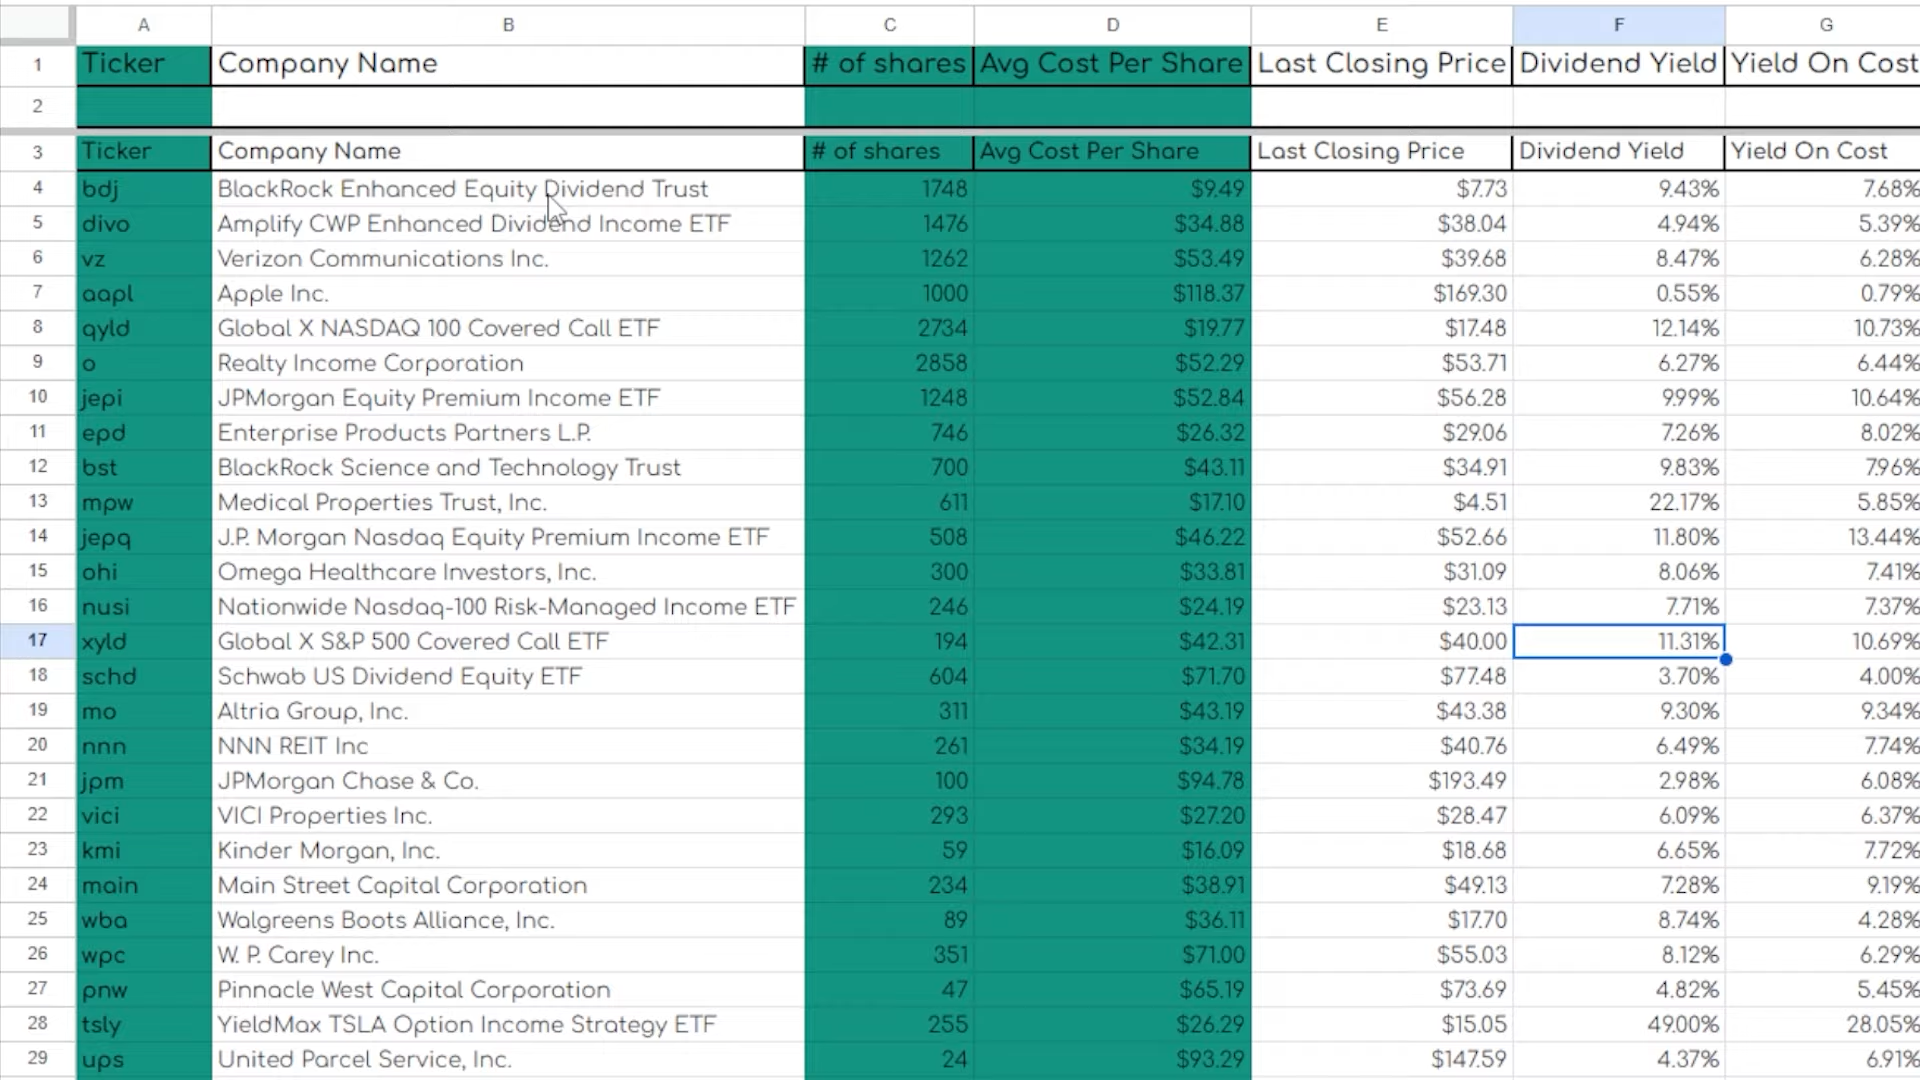 A B C D E F G
1 Ticker Company Name # of shares Avg Cost Per Share Last Closing Price Dividend Yield Yield On Cost
2
3 Ticker Company Name # of shares Avg Cost Per Share Last Closing Price Dividend Yield Yield On Cost
4 bdj BlackRock Enhanced Equity Dividend Trust 1748 $9.49 $7.73 9.43% 7.68%
5 divo Amplify CWP Enhanced Dividend Income ETF 1476 $34.88 $38.04 4.94% 5.39%
6 vz Verizon Communications Inc. 1262 $53.49 $39.68 8.47% 6.28%
7 aapl Apple Inc. 1000 $118.37 $169.30 0.55% 0.79%
8 qyld Global X NASDAQ 100 Covered Call ETF 2734 $19.77 $17.48 12.14% 10.73%
9 o Realty Income Corporation 2858 $52.29 $53.71 6.27% 6.44%
10 jepi JPMorgan Equity Premium Income ETF 1248 $52.84 $56.28 9.99% 10.64%
11 epd Enterprise Products Partners L.P. 746 $26.32 $29.06 7.26% 8.02%
12 bst BlackRock Science and Technology Trust 700 $43.11 $34.91 9.83% 7.96%
13 mpw Medical Properties Trust, Inc. 611 $17.10 $4.51 22.17% 5.85%
14 jepq J.P. Morgan Nasdaq Equity Premium Income ETF 508 $46.22 $52.66 11.80% 13.44%
15 ohi Omega Healthcare Investors, Inc. 300 $33.81 $31.09 8.06% 7.41%
16 nusi Nationwide Nasdaq-100 Risk-Managed Income ETF 246 $24.19 $23.13 7.71% 7.37%
17 xyld Global X S&P 500 Covered Call ETF 194 $42.31 $40.00 11.31% 10.69%
18 schd Schwab US Dividend Equity ETF 604 $71.70 $77.48 3.70% 4.00%
19 mo Altria Group, Inc. 311 $43.19 $43.38 9.30% 9.34%
20 nnn NNN REIT Inc 261 $34.19 $40.76 6.49% 7.74%
21 jpm JPMorgan Chase & Co. 100 $94.78 $193.49 2.98% 6.08%
22 vici VICI Properties Inc. 293 $27.20 $28.47 6.09% 6.37%
23 kmi Kinder Morgan, Inc. 59 $16.09 $18.68 6.65% 7.72%
24 main Main Street Capital Corporation 234 $38.91 $49.13 7.28% 9.19%
25 wba Walgreens Boots Alliance, Inc. 89 $36.11 $17.70 8.74% 4.28%
26 wpc W. P. Carey Inc. 351 $71.00 $55.03 8.12% 6.29%
27 pnw Pinnacle West Capital Corporation 47 $65.19 $73.69 4.82% 5.45%
28 tsly YieldMax TSLA Option Income Strategy ETF 255 $26.29 $15.05 49.00% 28.05%
29 ups United Parcel Service, Inc. 24 $93.29 $147.59 4.37% 6.91%